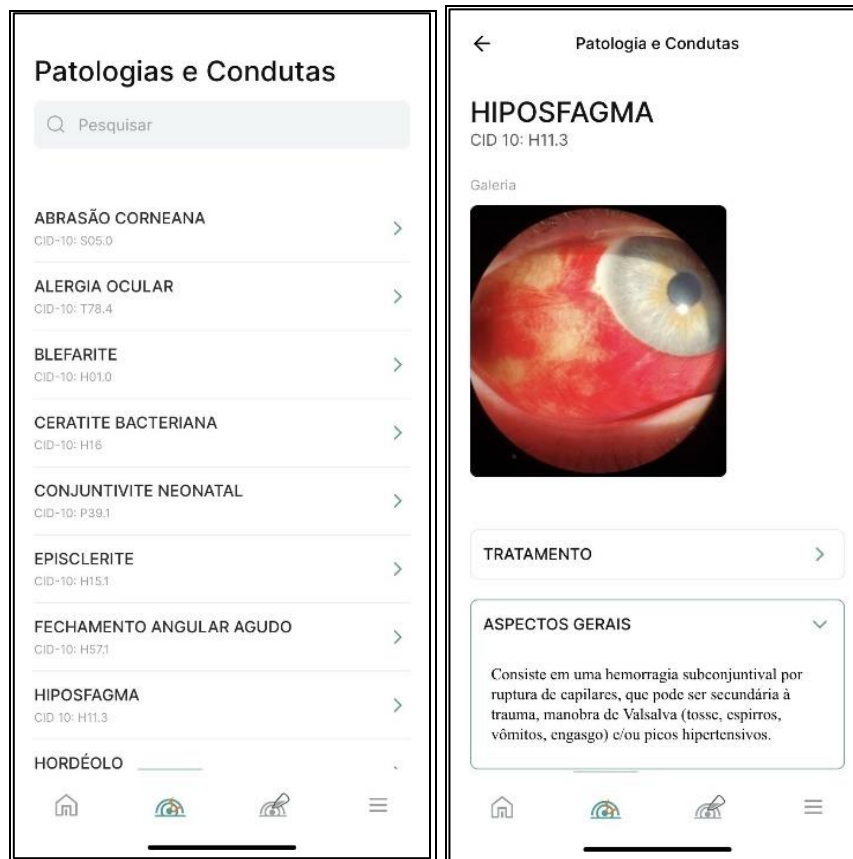 Patologias e Condutas
Pesquisar
ABRASÃO CORNEANA
CID-10: S05.0
ALERGIA OCULAR
CID-10: T78.4
BLEFARITE
CID-10: H01.0
CERATITE BACTERIANA
CID-10: H16
CONJUNTIVITE NEONATAL
CID-10: P39.1
EPISCLERITE
CID-10: H15.1
FECHAMENTO ANGULAR AGUDO
CID-10: H57.1
HIPOSFAGMA
CID 10: H11.3
HORDÉOLO
Patologia e Condutas
HIPOSFAGMA
CID 10: H11.3
Galeria
TRATAMENTO
ASPECTOS GERAIS
Consiste em uma hemorragia subconjuntival por
ruptura de capilares, que pode ser secundária à
trauma, manobra de Valsalva (tosse, espirros,
vômitos, engasgo) e/ou picos hipertensivos.